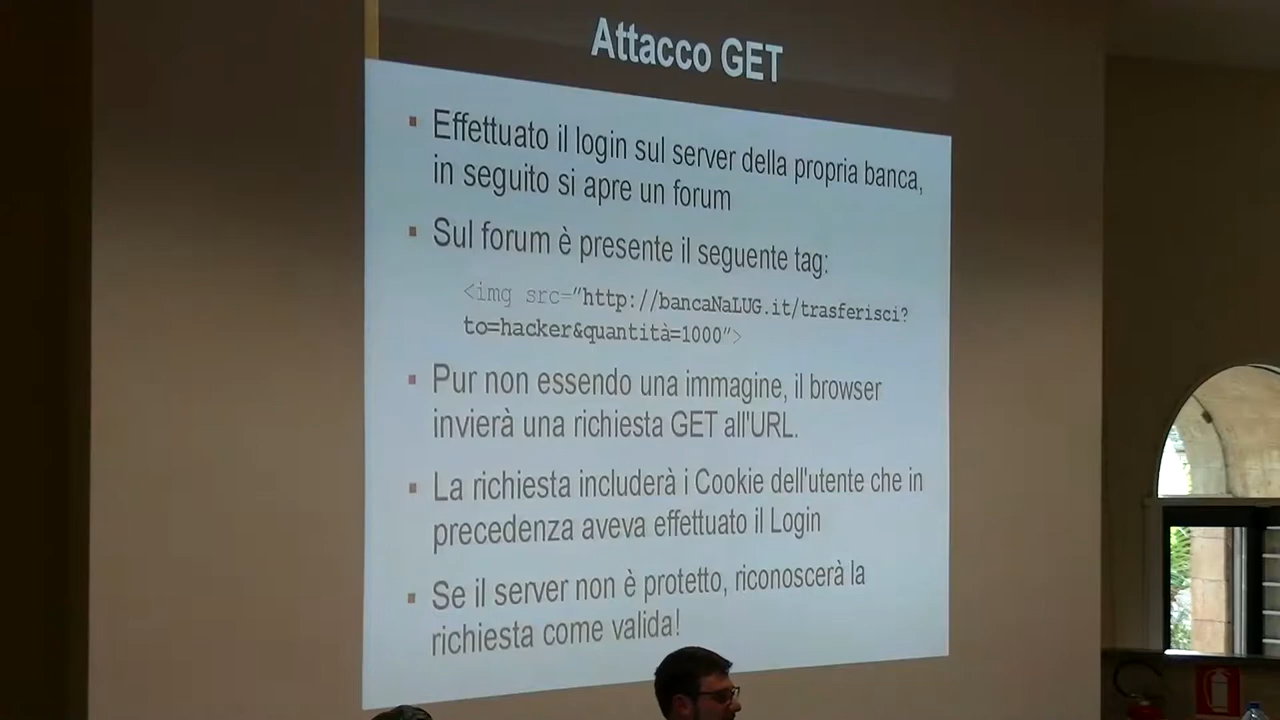 Attacco GET
Effettuato il login sul server della propria banca,
in seguito si apre un forum
Sul forum è presente il seguente tag:
<img src="http://bancaNaLUG.it/trasferisci?
to=hacker&quantità=1000">
Pur non essendo una immagine, il browser
invierà una richiesta GET all'URL.
La richiesta includerà i Cookie dell'utente che in
precedenza aveva effettuato il Login
Se il server non è protetto, riconoscerà la
richiesta come valida!